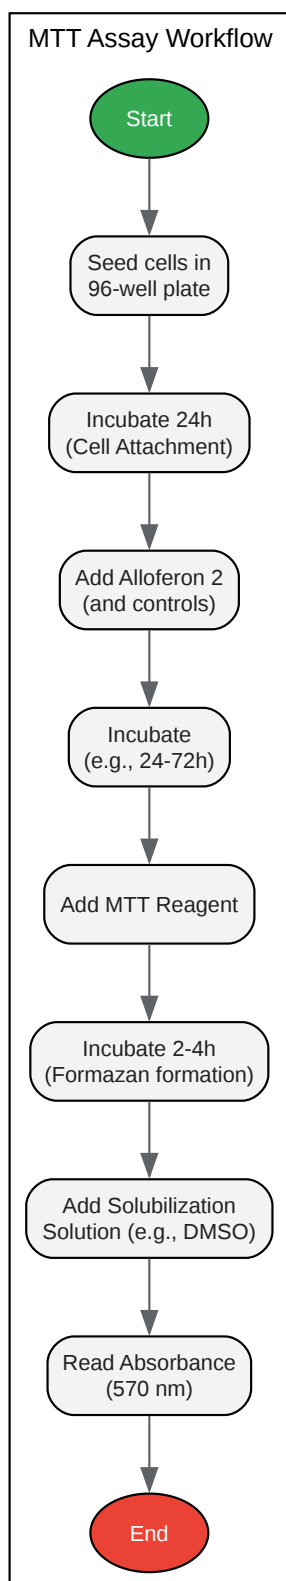 MTT Assay Workflow
Start
Seed cells in
96-well plate
Incubate 24h
(Cell Attachment)
Add Alloferon 2
(and controls)
Incubate
(e.g., 24-72h)
Add MTT Reagent
Incubate 2-4h
(Formazan formation)
Add Solubilization
Solution (e.g., DMSO)
Read Absorbance
(570 nm)
End